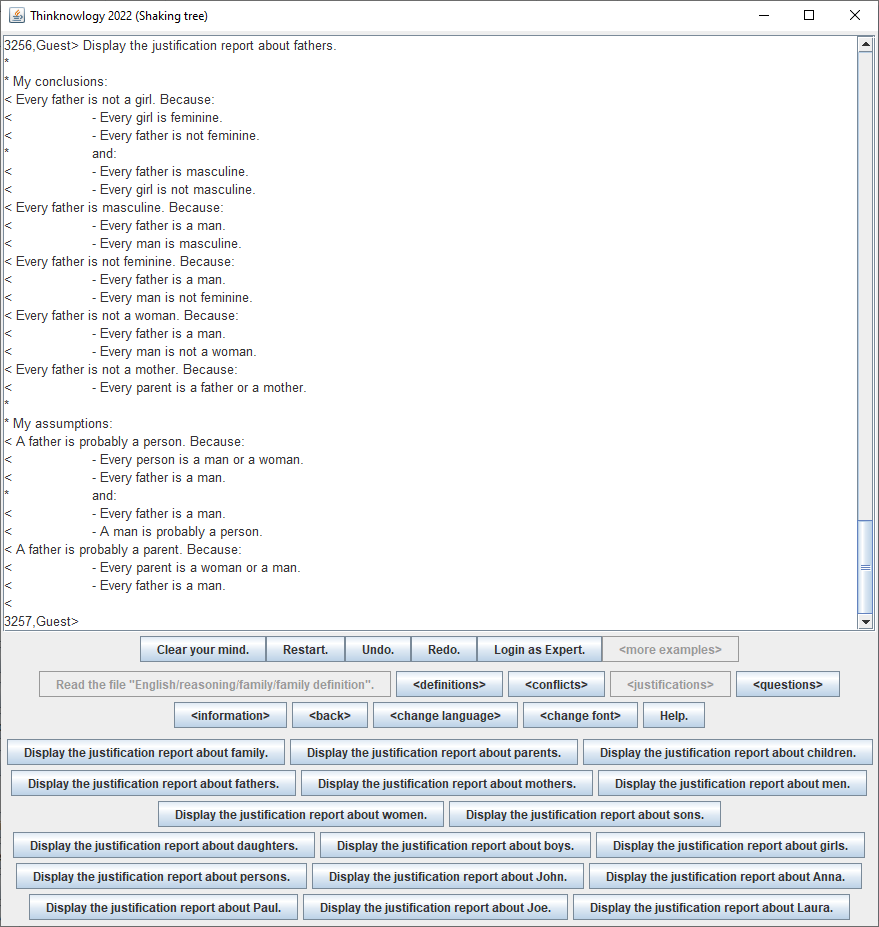 Thinknowlogy 2022 (Shaking tree)
3256,Guest> Display the justification report about fathers.
*
* My conclusions:
< Every father is not a girl. Because:
< - Every girl is feminine.
< - Every father is not feminine.
* and:
< - Every father is masculine.
< - Every girl is not masculine.
< Every father is masculine. Because:
< - Every father is a man.
< - Every man is masculine.
< Every father is not feminine. Because:
< - Every father is a man.
< - Every man is not feminine.
< Every father is not a woman. Because:
< - Every father is a man.
< - Every man is not a woman.
< Every father is not a mother. Because:
< - Every parent is a father or a mother.
*
* My assumptions:
< A father is probably a person. Because:
< - Every person is a man or a woman.
< - Every father is a man.
* and:
< - Every father is a man.
< - A man is probably a person.
< A father is probably a parent. Because:
< - Every parent is a woman or a man.
< - Every father is a man.
<
3257,Guest>
Clear your mind. Restart. Undo. Redo. Login as Expert. <more examples>
Read the file "English/reasoning/family/family definition". <definitions> <conflicts> <justifications> <questions>
<information> <back> <change language> <change font> Help.
Display the justification report about family. Display the justification report about parents. Display the justification report about children.
Display the justification report about fathers. Display the justification report about mothers. Display the justification report about men.
Display the justification report about women. Display the justification report about sons.
Display the justification report about daughters. Display the justification report about boys. Display the justification report about girls.
Display the justification report about persons. Display the justification report about John. Display the justification report about Anna.
Display the justification report about Paul. Display the justification report about Joe. Display the justification report about Laura.